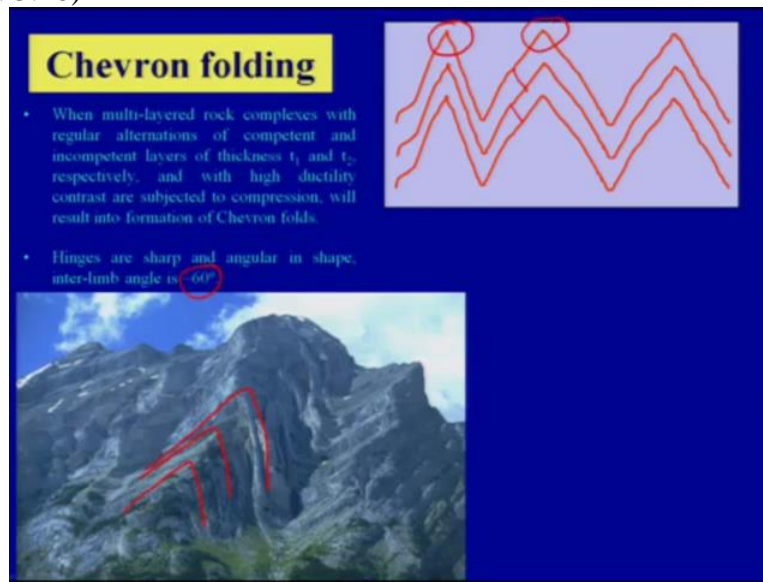 Chevron folding
• When multi-layered rock complexes with
regular alternations of competent and
incompetent layers of thickness t₁ and t₂,
respectively, and with high ductility
contrast are subjected to compression, will
result into formation of Chevron folds.
• Hinges are sharp and angular in shape,
inter-limb angle is ~60°